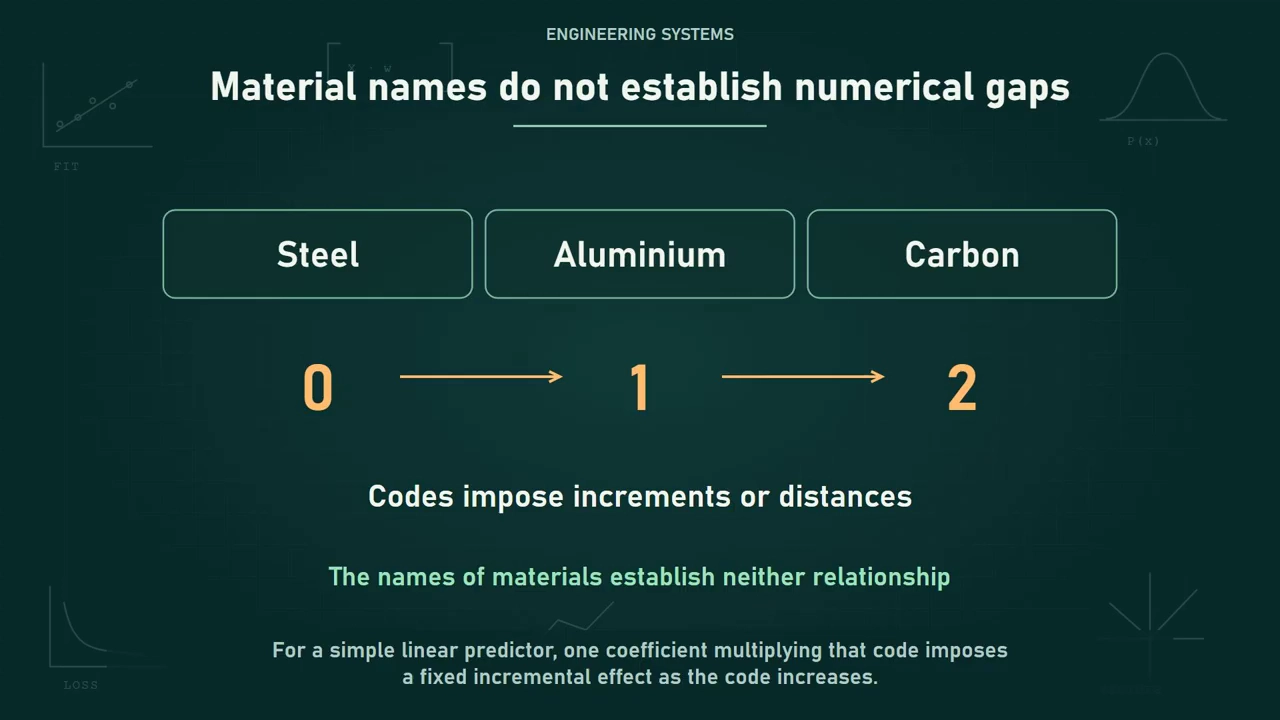 ENGINEERING SYSTEMS
Material names do not establish numerical gaps
FIT
P(X)
Steel
Aluminium
Carbon
0
1
2
Codes impose increments or distances
The names of materials establish neither relationship
For a simple linear predictor, one coefficient multiplying that code imposes
a fixed incremental effect as the code increases.
LOSS